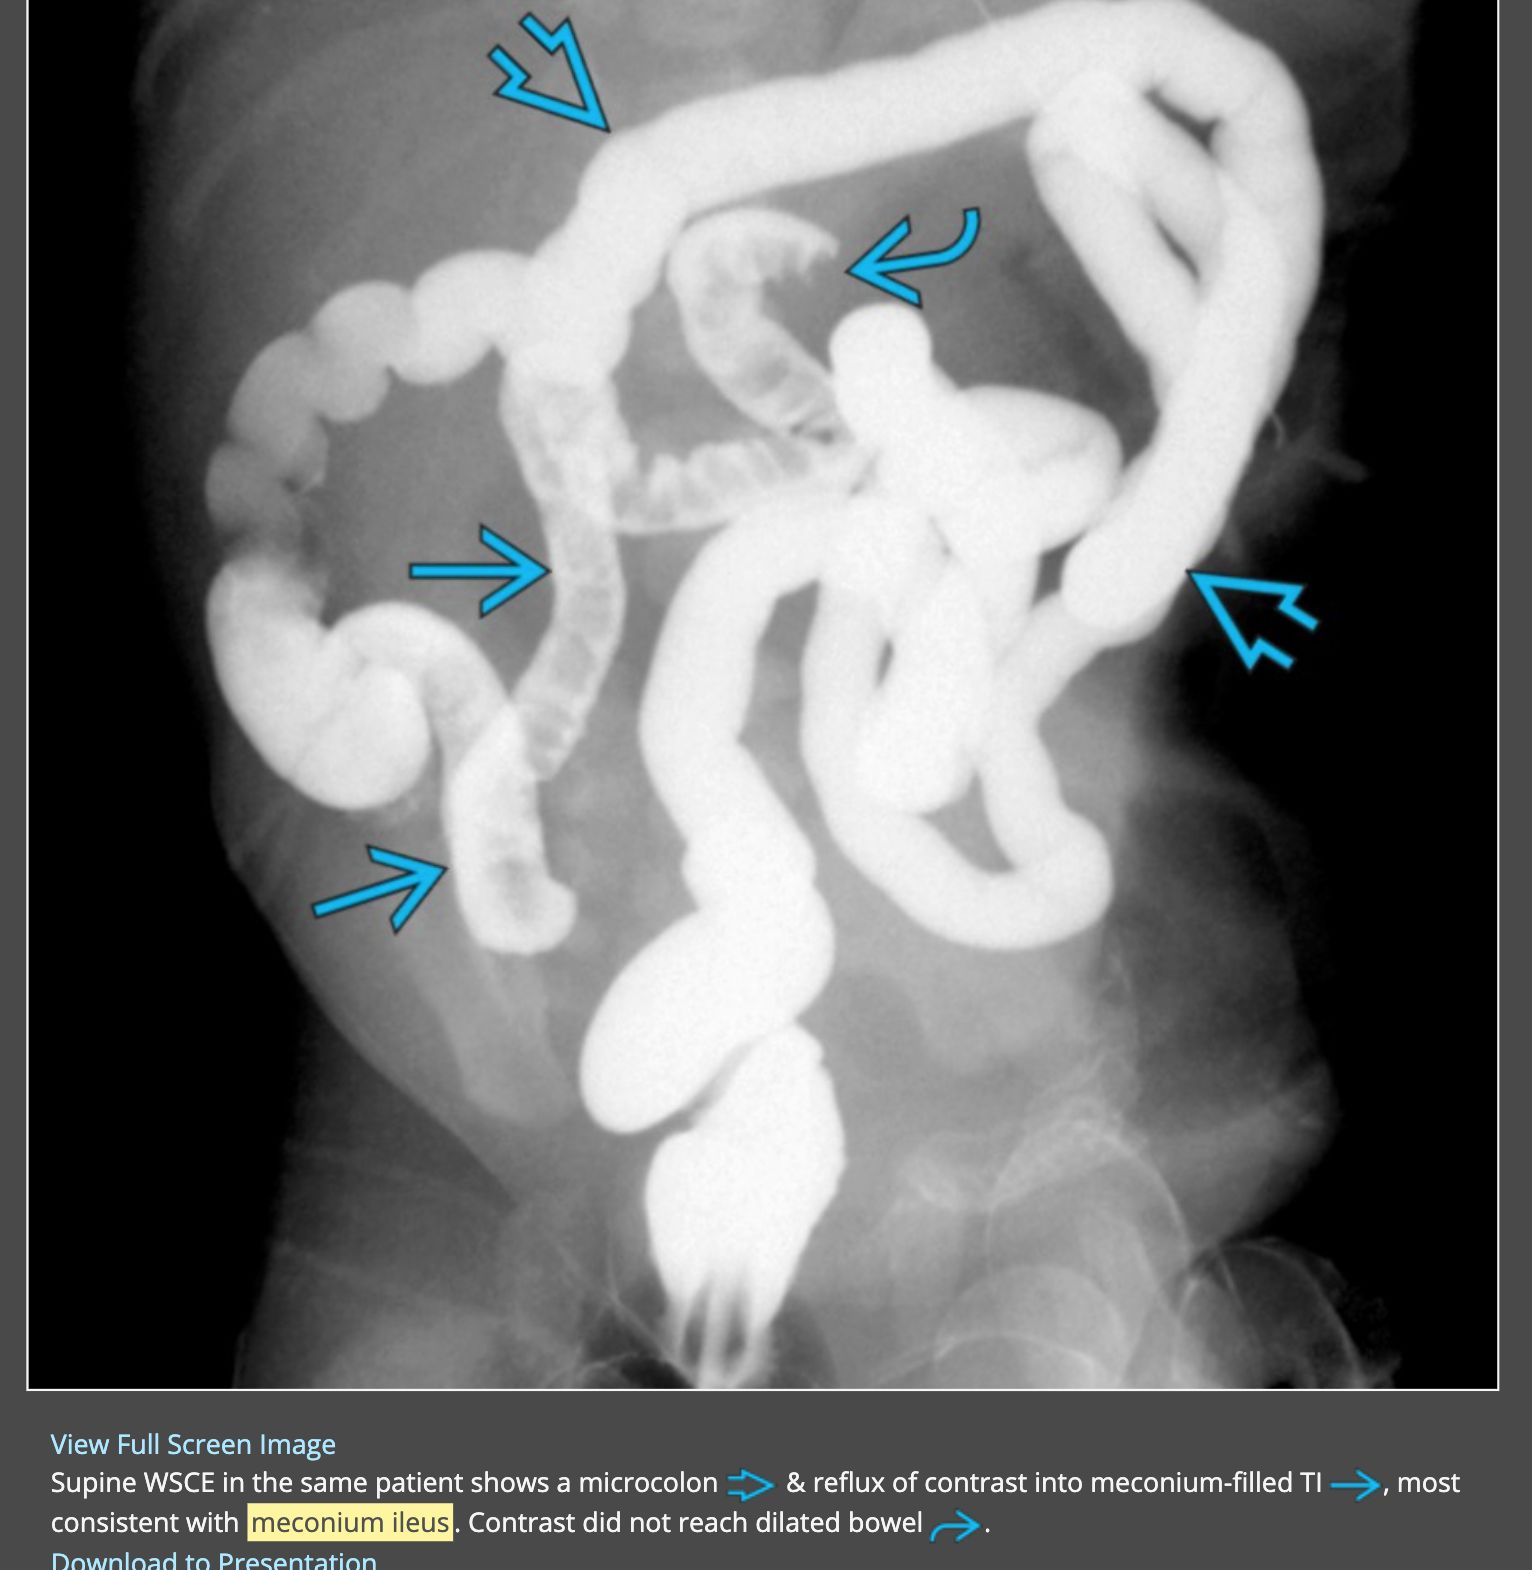 View Full Screen Image
Supine WSCE in the same patient shows a microcolon & reflux of contrast into meconium-filled TI , most
consistent with meconium ileus. Contrast did not reach dilated bowel .
Download to Presentation